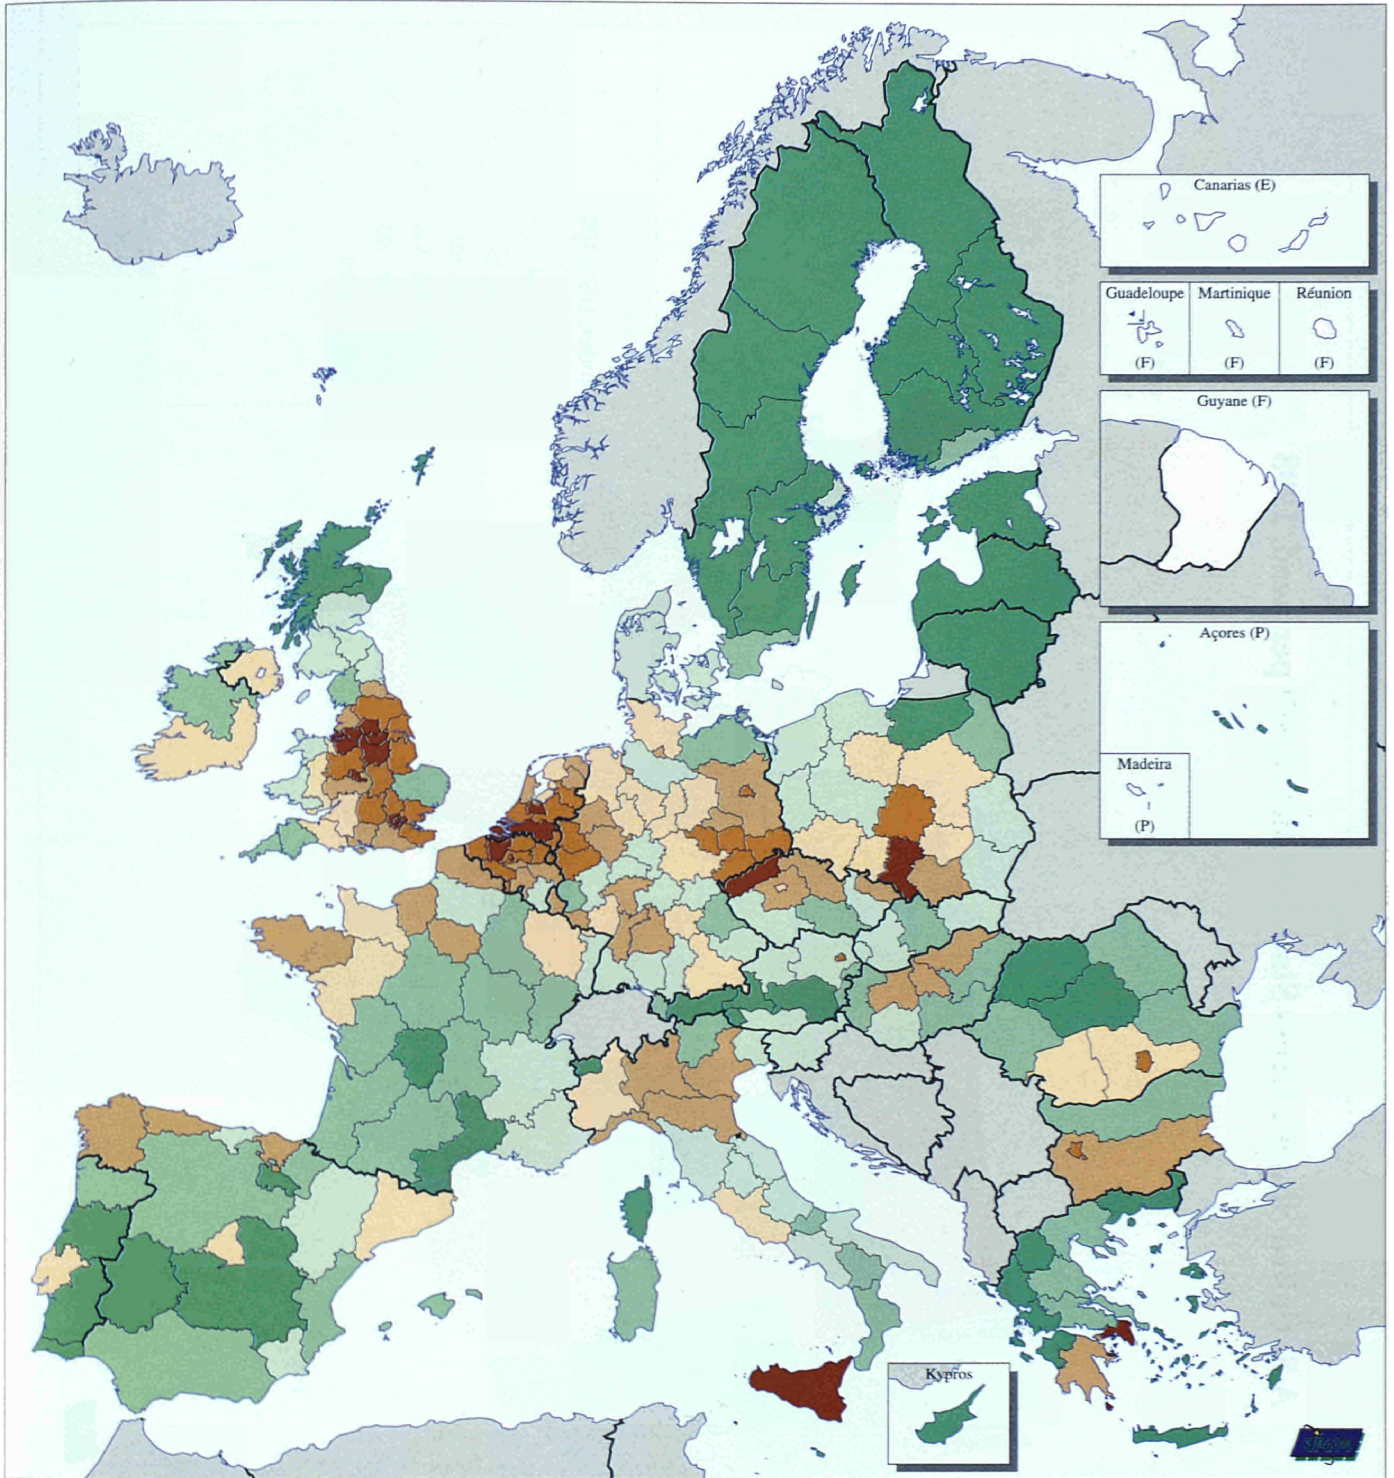 Canarias (E)
Guadeloupe
(F)
Martinique
(F)
Réunion
(F)
Guyane (F)
Açores (P)
Madeira
(P)
Kypros